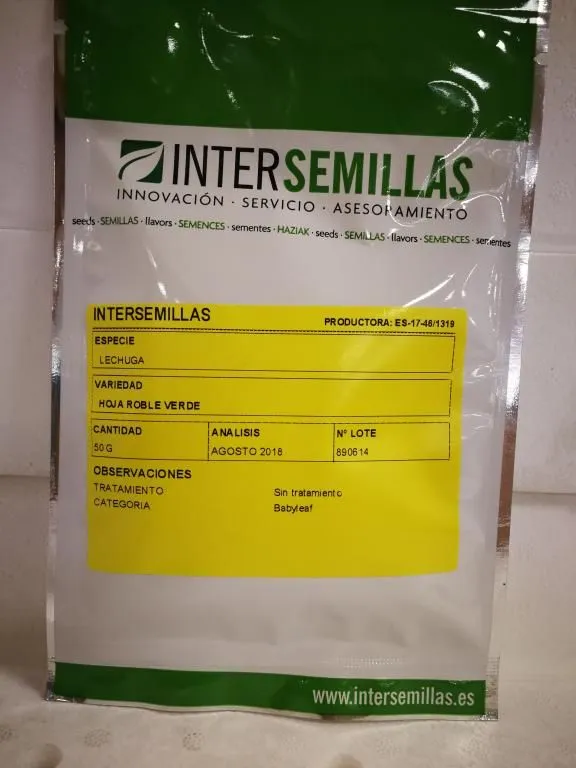 INTERSEMILLAS
INNOVACIÓN · SERVICIO · ASESORAMIENTO
seeds · SEMILLAS · llavors · SEMENCES · sementes · HAZIAK · seeds · SEMILLAS · llavors · SEMENCES · sementes
INTERSEMILLAS PRODUCTORA: ES-17-46/1319
ESPECIE
LECHUGA
VARIEDAD
HOJA ROBLE VERDE
CANTIDAD ANALISIS Nº LOTE
50 G AGOSTO 2018 890614
OBSERVACIONES
TRATAMIENTO Sin tratamiento
CATEGORIA Babyleaf
www.intersemillas.es